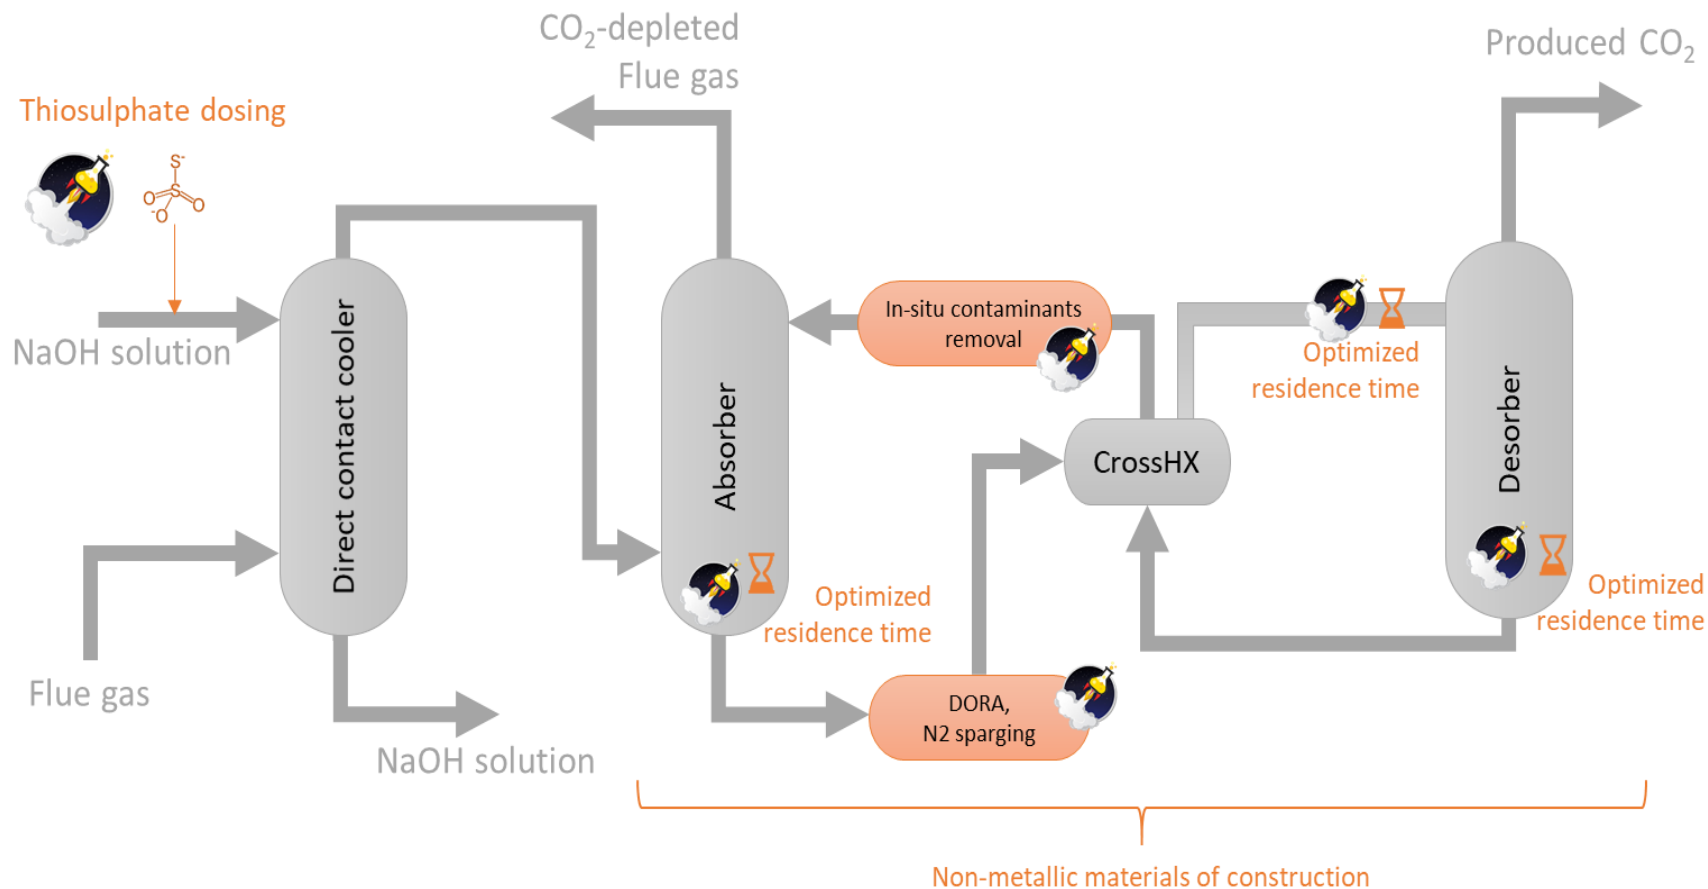 CO₂-depleted
Flue gas
Produced CO₂
Thiosulphate dosing
S-
O
S
O
-O
NaOH solution
Flue gas
NaOH solution
Direct contact cooler
Absorber
In-situ contaminants
removal
CrossHX
Optimized
residence time
Desorber
Optimized
residence time
Optimized
residence time
DORA,
N2 sparging
Non-metallic materials of construction